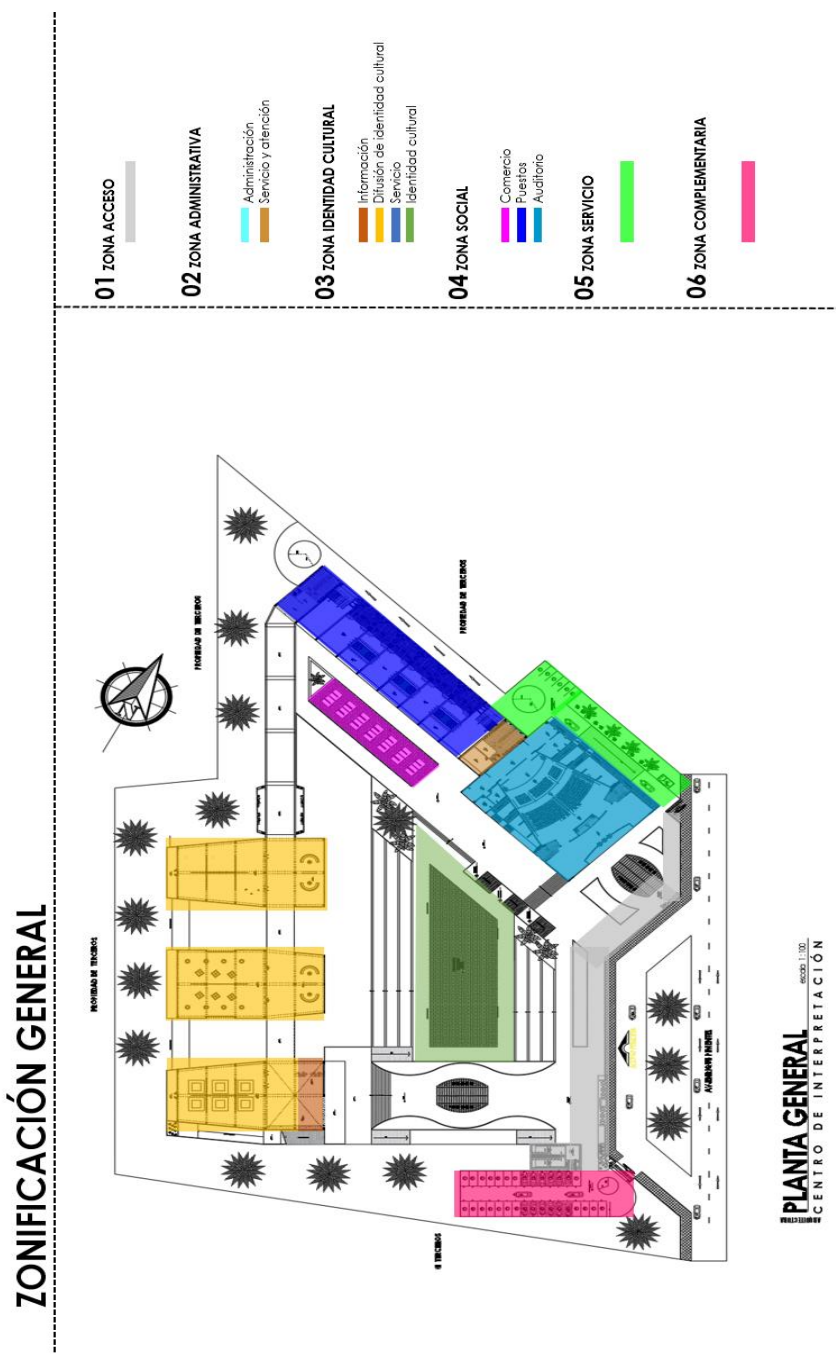 ZONIFICACIÓN GENERAL
01 ZONA ACCESO
02 ZONA ADMINISTRATIVA
Administración
Servicio y atención
03 ZONA IDENTIDAD CULTURAL
Información
Difusión de identidad cultural
Servicio
Identidad cultural
04 ZONA SOCIAL
Comercio
Puestos
Auditorio
05 ZONA SERVICIO
06 ZONA COMPLEMENTARIA
PROPIEDAD DE TERCEROS
PROPIEDAD DE TERCEROS
PROPIEDAD DE TERCEROS
TERCEROS
PLANTA GENERAL
escala 1:100
CENTRO DE INTERPRETACIÓN